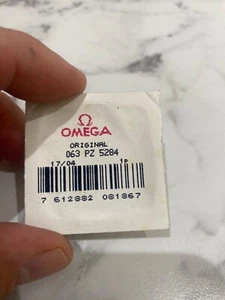 OMEGA
ORIGINAL
063 PZ 5284
17/04 1p
7 612882 081867